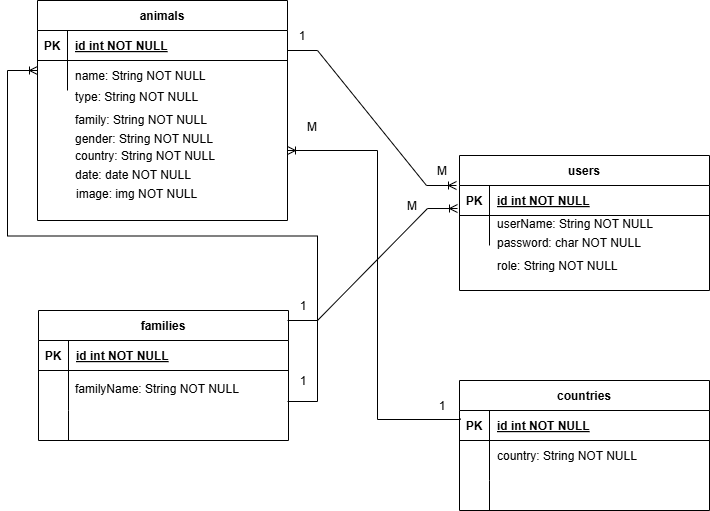 animals
PK id int NOT NULL
name: String NOT NULL
type: String NOT NULL
family: String NOT NULL
gender: String NOT NULL
country: String NOT NULL
date: date NOT NULL
image: img NOT NULL
1
M
M
M
users
PK id int NOT NULL
userName: String NOT NULL
password: char NOT NULL
role: String NOT NULL
1
families
PK id int NOT NULL
familyName: String NOT NULL
1
1
countries
PK id int NOT NULL
country: String NOT NULL